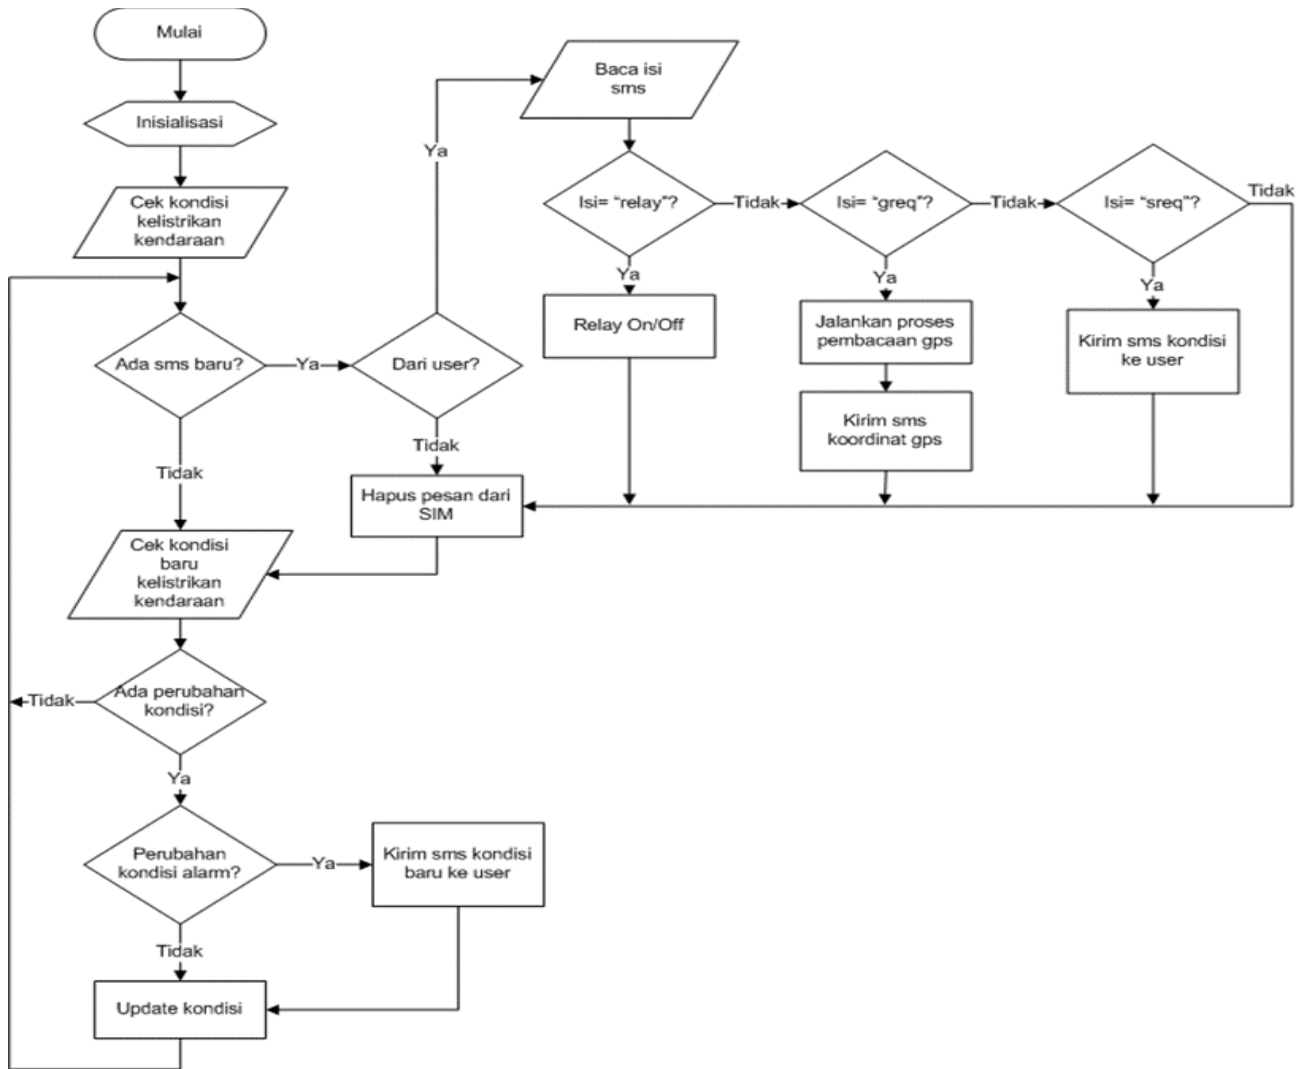 Mulai
Inisialisasi
Cek kondisi
kelistrikan
kendaraan
Ada sms baru?
Ya
Dari user?
Ya
Baca isi
sms
Isi= “relay”?
Tidak
Isi= “greq”?
Tidak
Isi= “sreq”?
Tidak
Ya
Relay On/Off
Ya
Jalankan proses
pembacaan gps
Kirim sms
koordinat gps
Ya
Kirim sms kondisi
ke user
Tidak
Hapus pesan dari
SIM
Tidak
Cek kondisi
baru
kelistrikan
kendaraan
Ada perubahan
kondisi?
Tidak
Ya
Perubahan
kondisi alarm?
Ya
Kirim sms kondisi
baru ke user
Tidak
Update kondisi